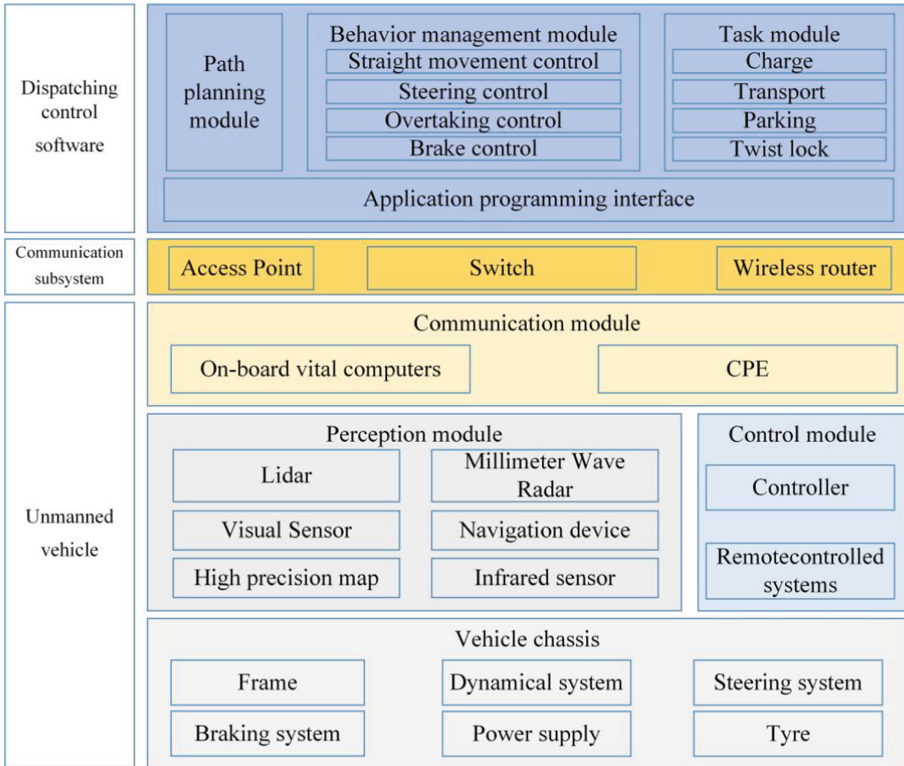 Dispatching
control
software
Path
planning
module
Behavior management module
Straight movement control
Steering control
Overtaking control
Brake control
Task module
Charge
Transport
Parking
Twist lock
Application programming interface
Communication
subsystem
Access Point
Switch
Wireless router
Unmanned
vehicle
Communication module
On-board vital computers
CPE
Perception module
Lidar
Millimeter Wave
Radar
Visual Sensor
Navigation device
High precision map
Infrared sensor
Control module
Controller
Remotecontrolled
systems
Vehicle chassis
Frame
Dynamical system
Steering system
Braking system
Power supply
Tyre